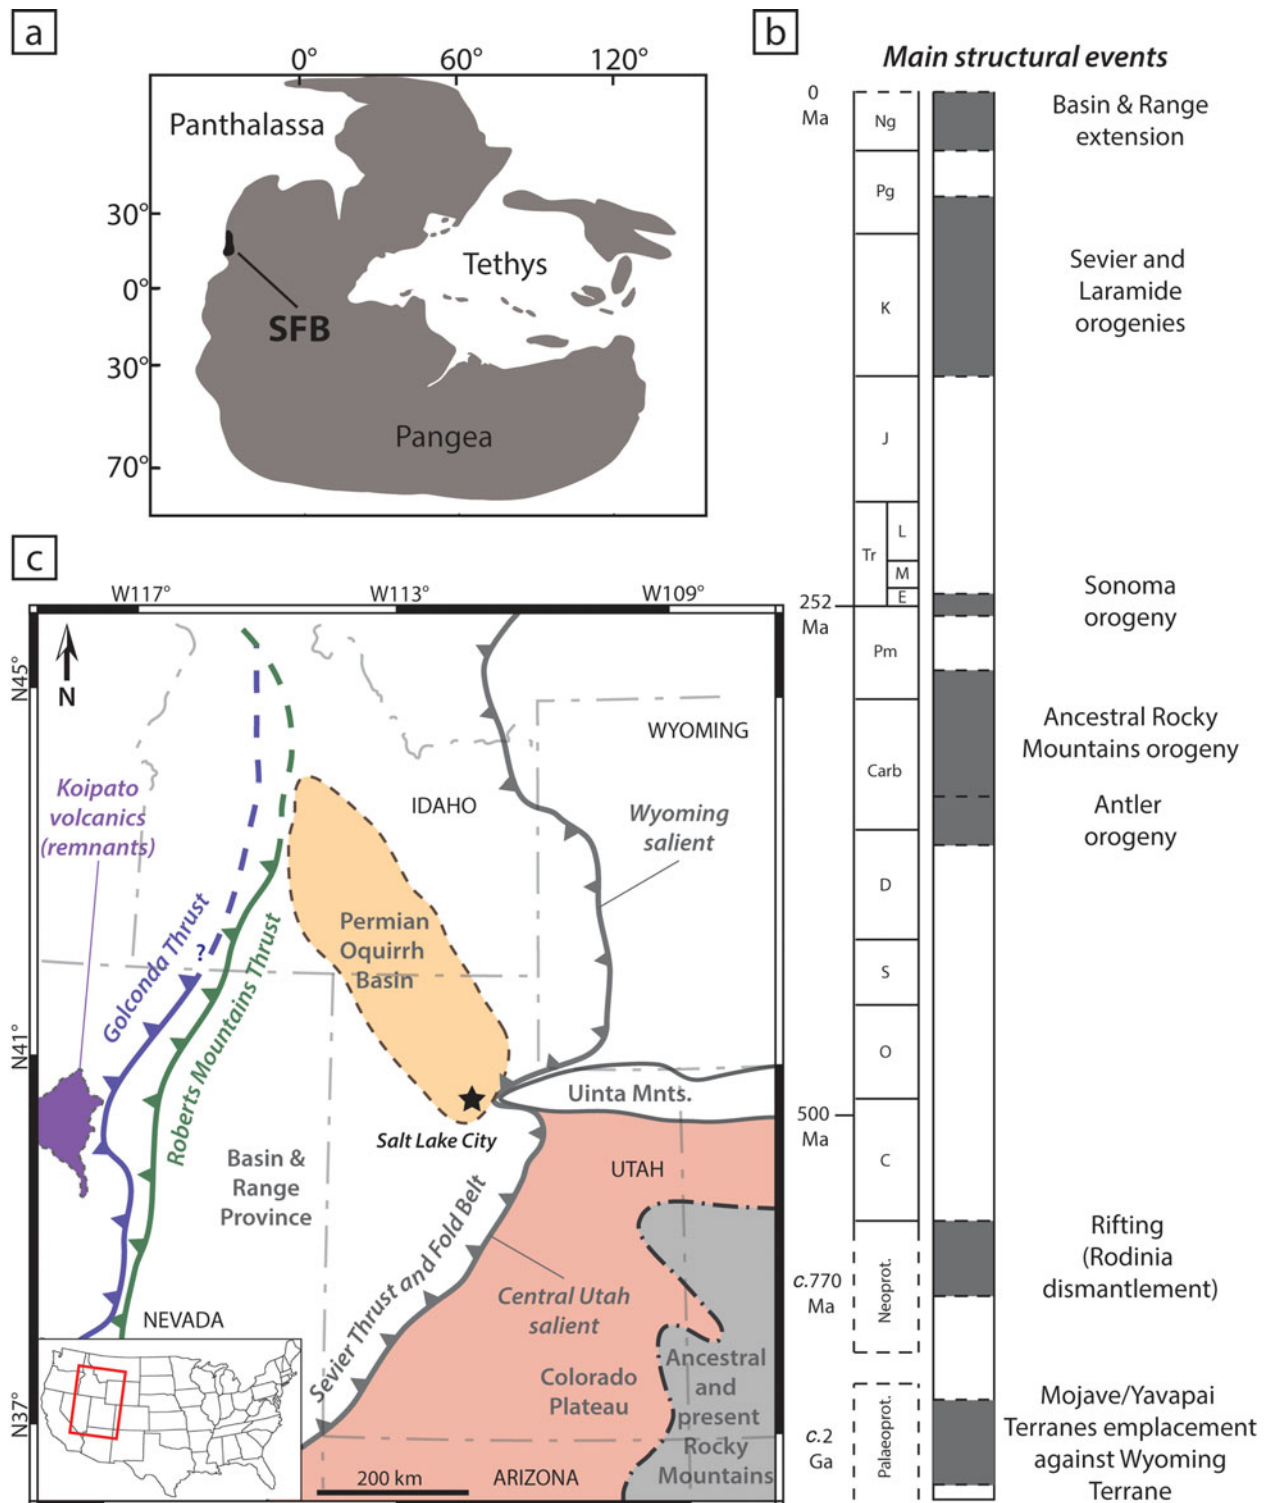 a
0°
60°
120°
Panthalassa
30°
Tethys
0°
SFB
30°
Pangea
70°
b
Main structural events
0
Ma
Ng
Basin & Range
extension
Pg
K
Sevier and
Laramide
orogenies
J
Tr
L
M
E
252
Ma
Sonoma
orogeny
Pm
Carb
Ancestral Rocky
Mountains orogeny
Antler
orogeny
D
S
O
500
Ma
C
c.770
Ma
Neoprot.
Rifting
(Rodinia
dismantlement)
c.2
Ga
Palaeoprot.
Mojave/Yavapai
Terranes emplacement
against Wyoming
Terrane
c
W117°
W113°
W109°
N45°
N41°
N37°
N
WYOMING
IDAHO
Koipato
volcanics
(remnants)
Wyoming
salient
Golconda Thrust
?
Roberts Mountains Thrust
Permian
Oquirrh
Basin
Uinta Mnts.
Salt Lake City
Basin &
Range
Province
UTAH
Sevier Thrust and Fold Belt
Central Utah
salient
NEVADA
Colorado
Plateau
Ancestral
and
present
Rocky
Mountains
200 km
ARIZONA